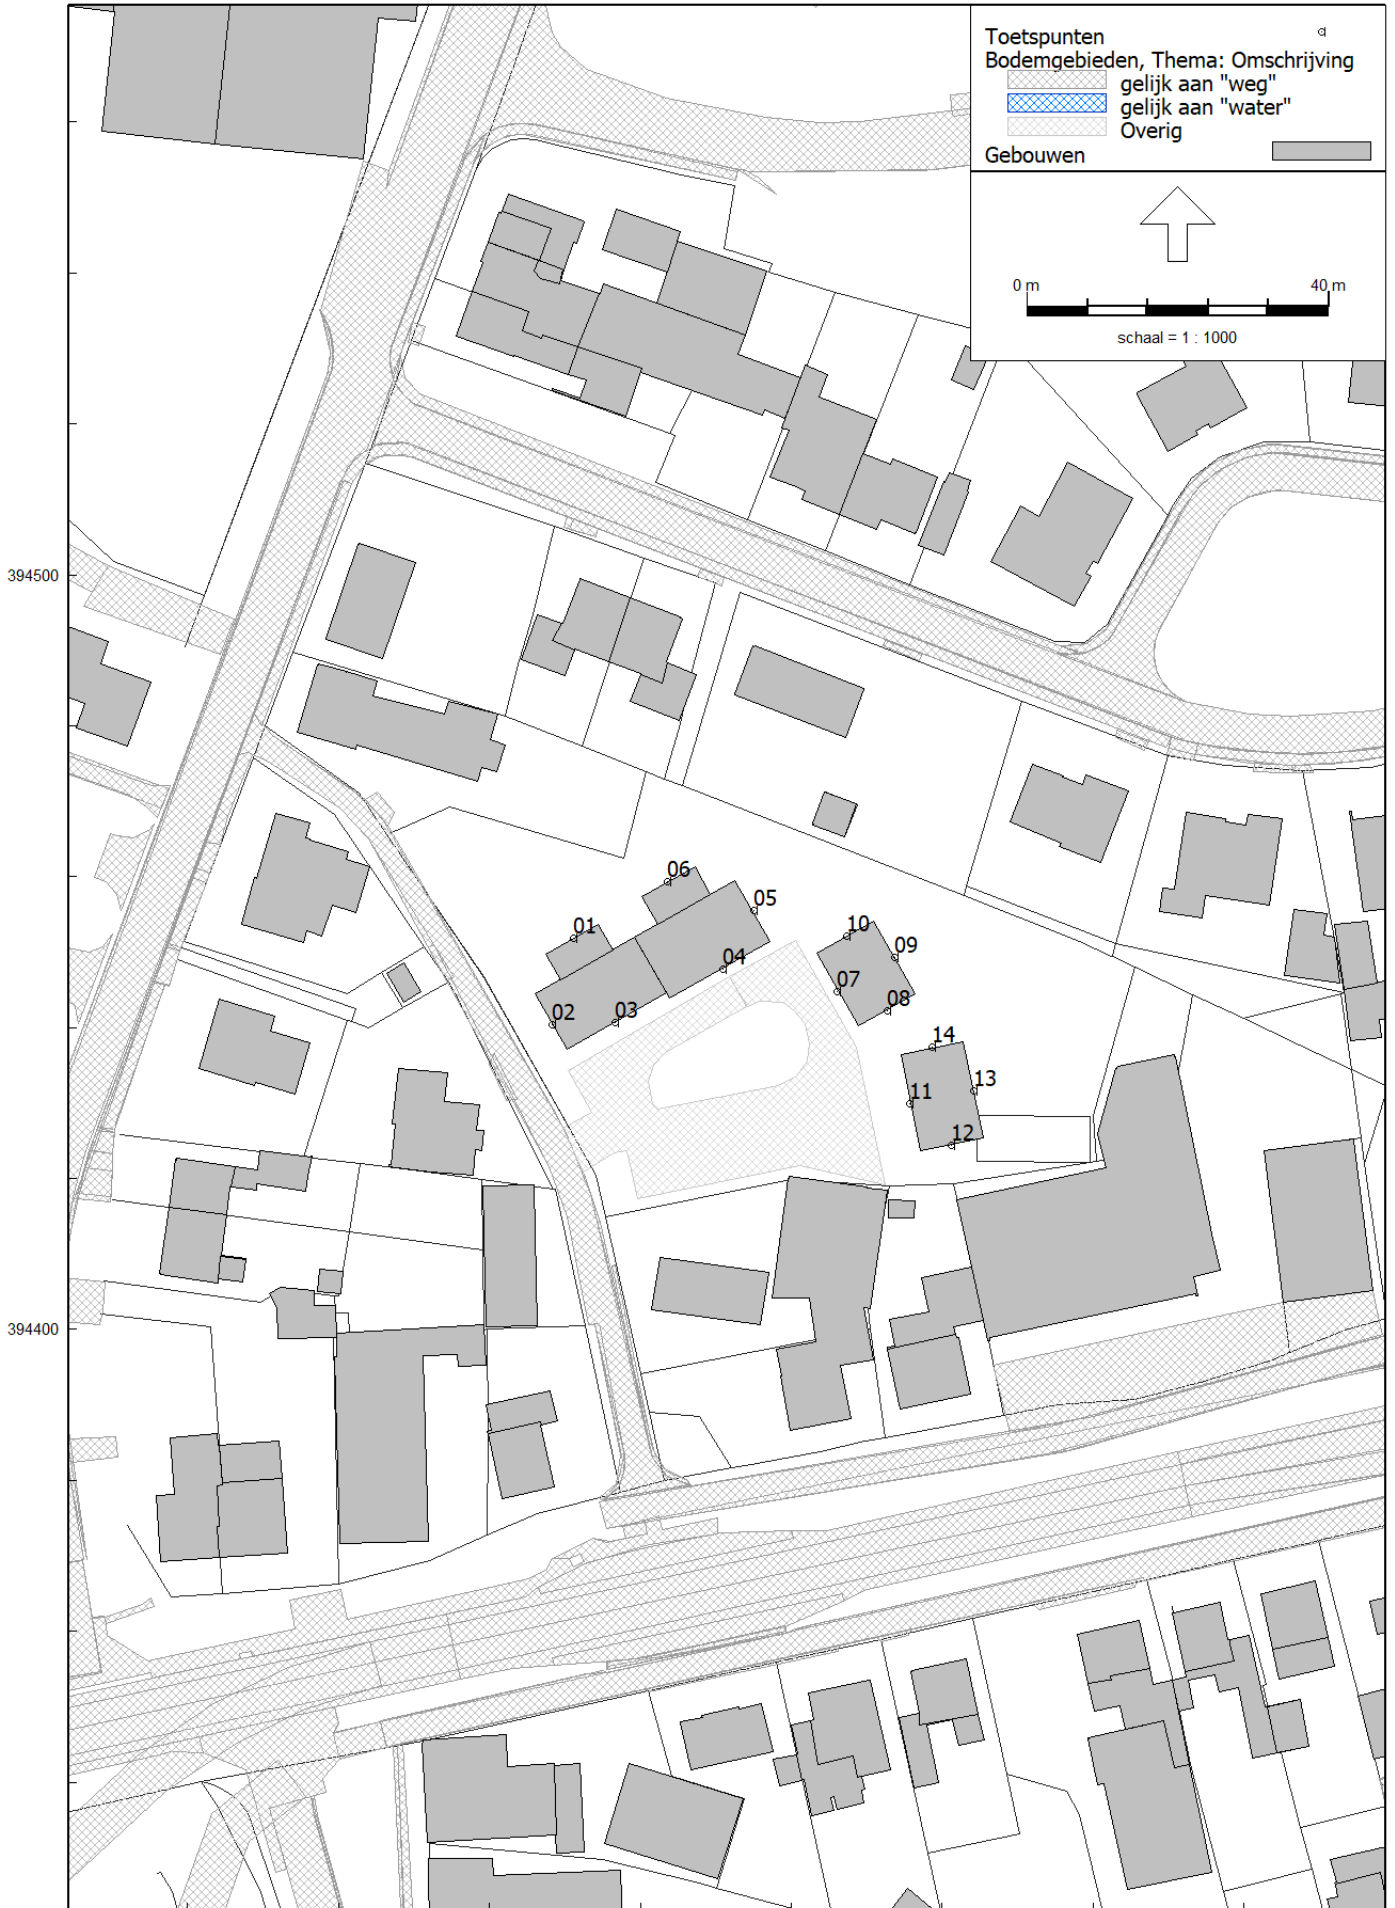 Toetspunten
Bodemgebieden, Thema: Omschrijving
gelijk aan "weg"
gelijk aan "water"
Overig
Gebouwen
0 m 40 m
schaal = 1 : 1000
394500
06
05
01
10
04
09
07
02
03
08
14
13
11
12
394400